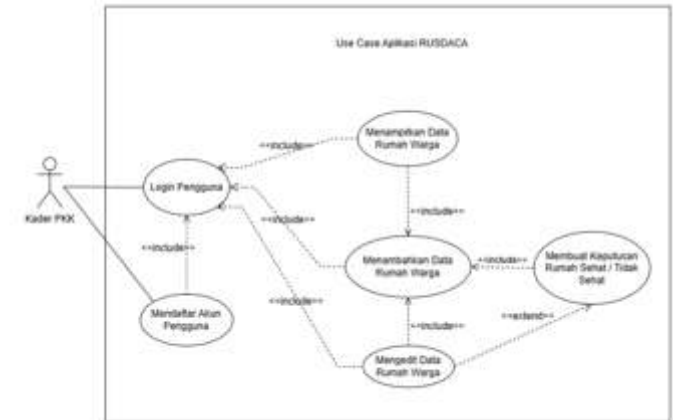 Use Case Aplikasi RUSDACA
Menampilkan Data
Rumah Warga
<<include>>
Login Pengguna
Kader PKK
<<include>>
<<include>>
<<include>>
Menambahkan Data
Rumah Warga
<<include>>
Membuat Keputusan
Rumah Sehat / Tidak
Sehat
<<include>>
Mendaftar Akun
Pengguna
<<extend>>
<<include>>
Mengedit Data
Rumah Warga